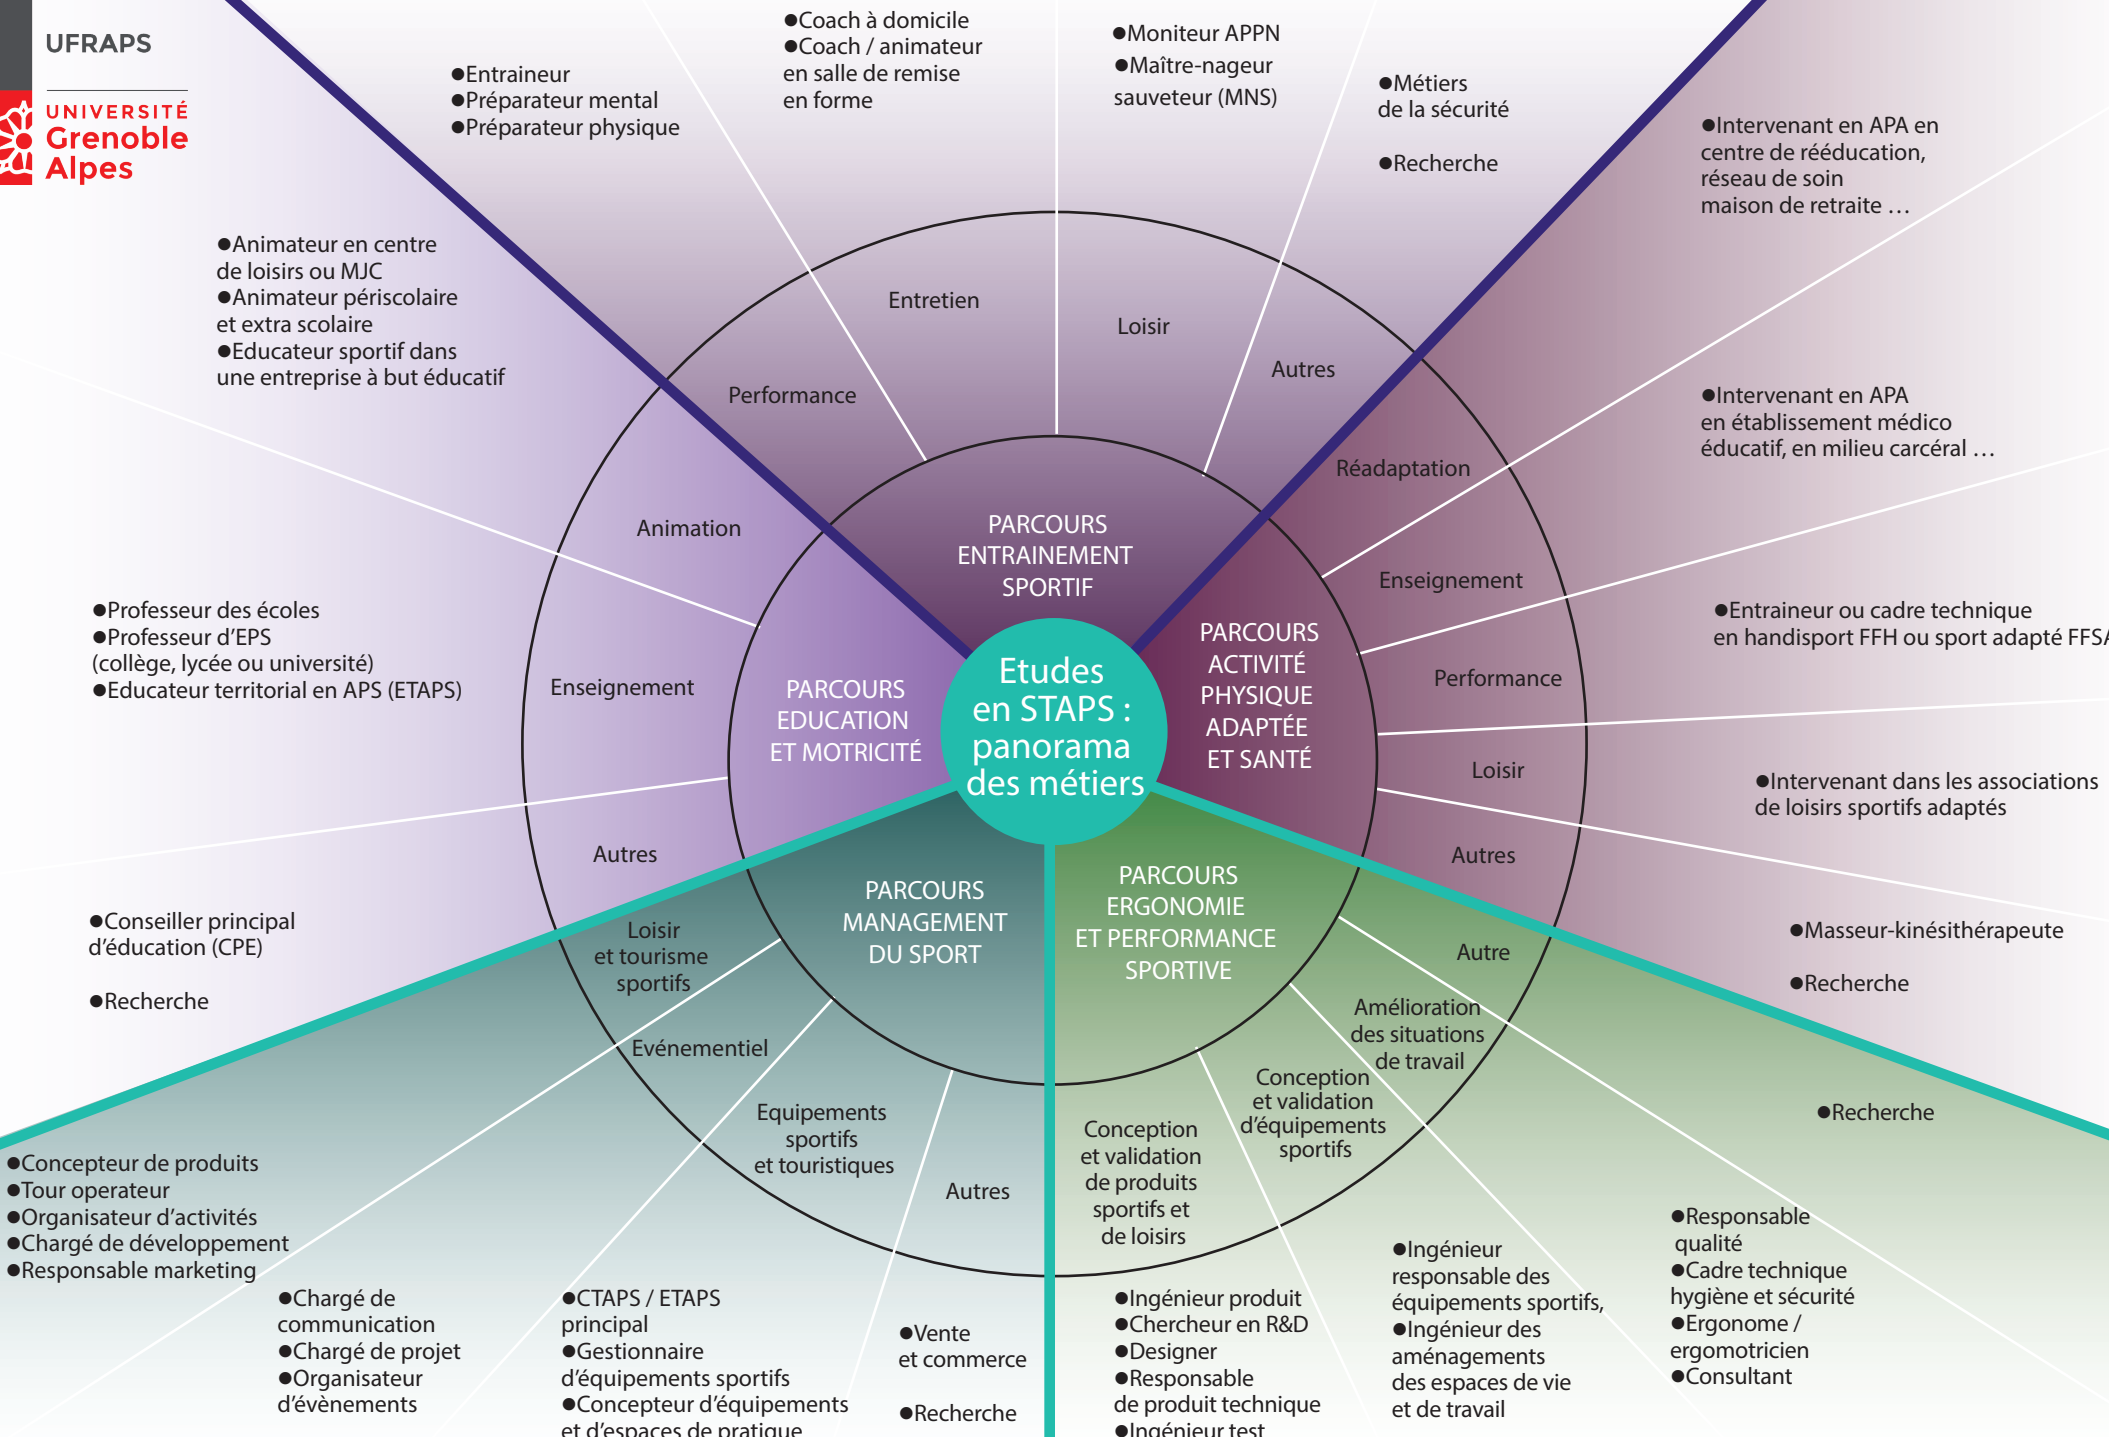 UFRAPS
UNIVERSITÉ
Grenoble
Alpes
●Entraineur
●Préparateur mental
●Préparateur physique
●Coach à domicile
●Coach / animateur
en salle de remise
en forme
●Moniteur APPN
●Maître-nageur
sauveteur (MNS)
●Métiers
de la sécurité
●Recherche
●Intervenant en APA en
centre de rééducation,
réseau de soin
maison de retraite …
●Animateur en centre
de loisirs ou MJC
●Animateur périscolaire
et extra scolaire
●Educateur sportif dans
une entreprise à but éducatif
Performance
Entretien
Loisir
Autres
●Intervenant en APA
en établissement médico
éducatif, en milieu carcéral …
Réadaptation
Enseignement
Performance
Loisir
Autres
Animation
Enseignement
Autres
PARCOURS
ENTRAINEMENT
SPORTIF
PARCOURS
ACTIVITÉ
PHYSIQUE
ADAPTÉE
ET SANTÉ
PARCOURS
EDUCATION
ET MOTRICITÉ
Etudes
en STAPS :
panorama
des métiers
●Professeur des écoles
●Professeur d’EPS
(collège, lycée ou université)
●Educateur territorial en APS (ETAPS)
●Entraineur ou cadre technique
en handisport FFH ou sport adapté FFSA
●Intervenant dans les associations
de loisirs sportifs adaptés
●Conseiller principal
d’éducation (CPE)
●Recherche
●Masseur-kinésithérapeute
●Recherche
PARCOURS
MANAGEMENT
DU SPORT
PARCOURS
ERGONOMIE
ET PERFORMANCE
SPORTIVE
Loisir
et tourisme
sportifs
Evénementiel
Equipements
sportifs
et touristiques
Autres
Autre
Amélioration
des situations
de travail
Conception
et validation
d’équipements
sportifs
Conception
et validation
de produits
sportifs et
de loisirs
●Recherche
●Concepteur de produits
●Tour operateur
●Organisateur d’activités
●Chargé de développement
●Responsable marketing
●Chargé de
communication
●Chargé de projet
●Organisateur
d’évènements
●CTAPS / ETAPS
principal
●Gestionnaire
d’équipements sportifs
●Concepteur d’équipements
et d’espaces de pratique
●Vente
et commerce
●Recherche
●Ingénieur produit
●Chercheur en R&D
●Designer
●Responsable
de produit technique
●Ingénieur test
●Ingénieur
responsable des
équipements sportifs,
●Ingénieur des
aménagements
des espaces de vie
et de travail
●Responsable
qualité
●Cadre technique
hygiène et sécurité
●Ergonome /
ergomotricien
●Consultant